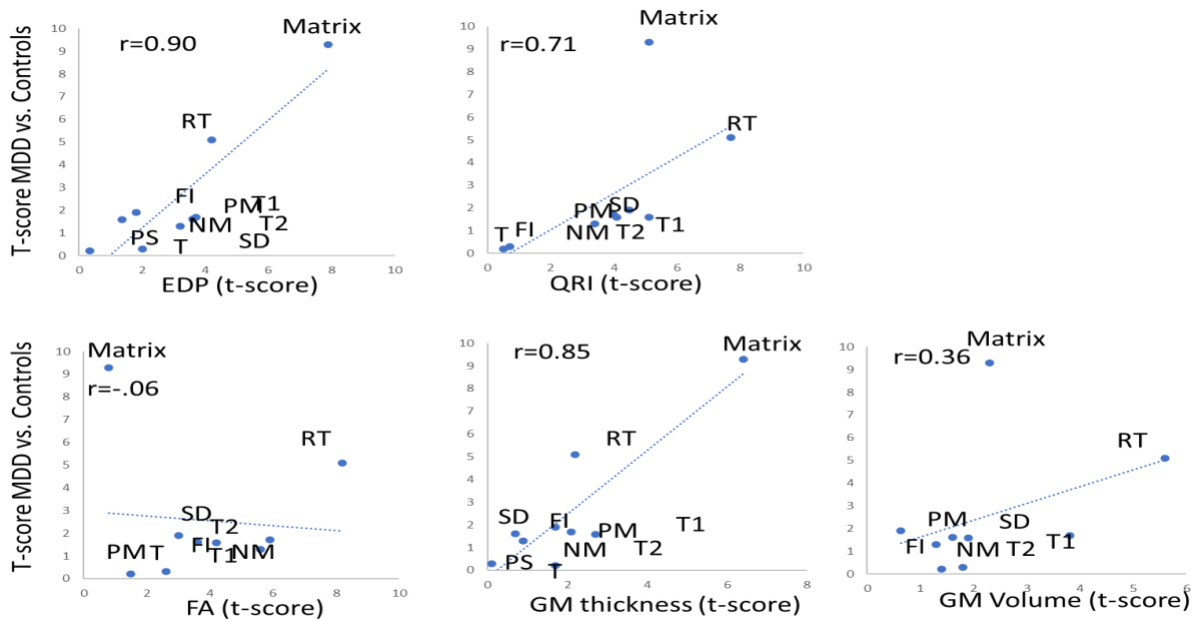 T-score MDD vs. Controls
10
9
8
7
6
5
4
3
2
1
0
r=0.90
Matrix
RT
FI
PM
T1
T2
NM
PS
T
SD
0 2 4 6 8 10
EDP (t-score)
10
9
8
7
6
5
4
3
2
1
0
r=0.71
Matrix
RT
PM
SD
T1
NM
T2
T
FI
0 2 4 6 8 10
QRI (t-score)
T-score MDD vs. Controls
10
9
8
7
6
5
4
3
2
1
0
Matrix
r=-.06
RT
SD
T2
FI
T1
NM
PM
T
0 2 4 6 8 10
FA (t-score)
10
9
8
7
6
5
4
3
2
1
0
r=0.85
Matrix
RT
SD
FI
PM
T1
NM
T2
PS
T
0 2 4 6 8
GM thickness (t-score)
10
9
8
7
6
5
4
3
2
1
0
Matrix
r=0.36
RT
PM
SD
FI
NM
T2
T1
0 1 2 3 4 5 6
GM Volume (t-score)